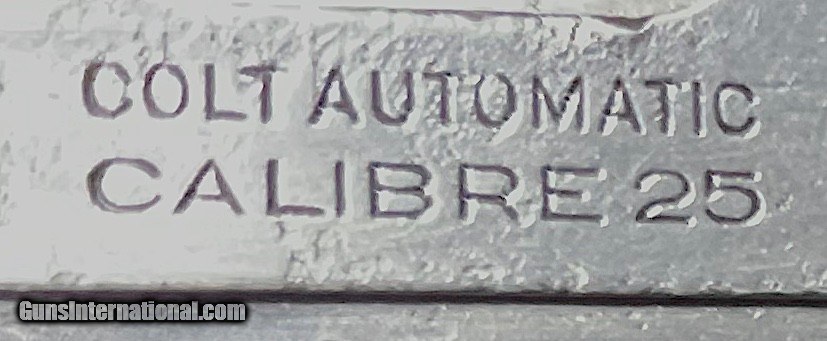 COLT AUTOMATIC
CALIBRE 25
GunsInternational.com